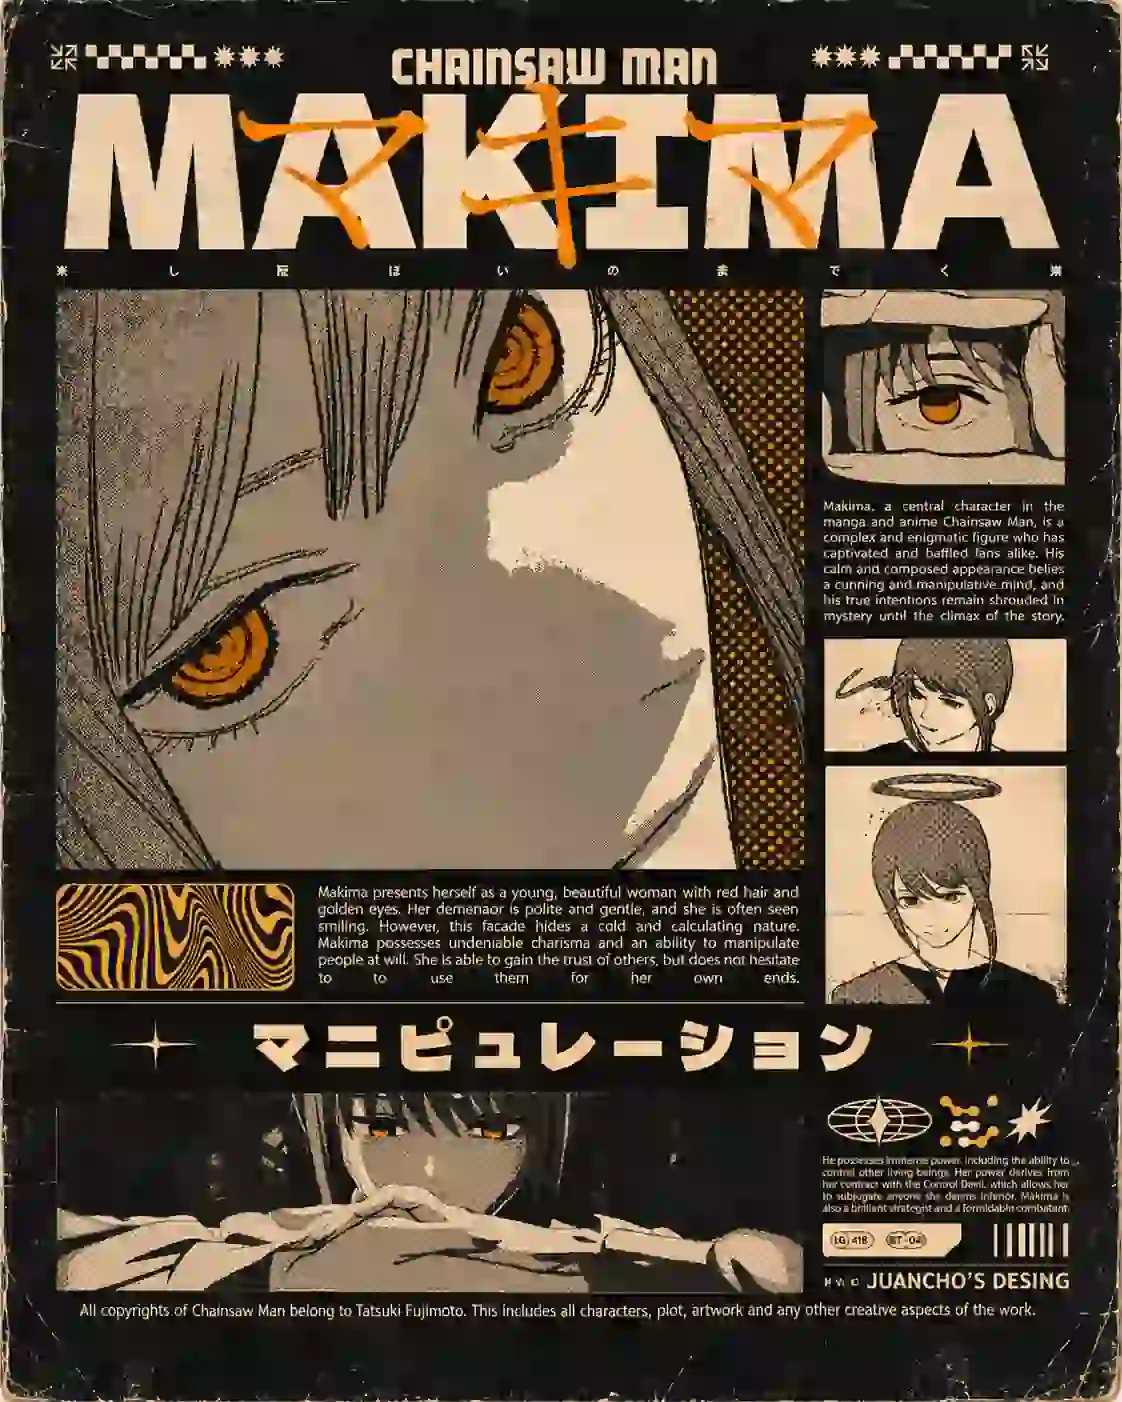 CHAINSAW MAN
MAKIMA
マキマ
楽 し ほ い の ま で く 楽
Makima, a central character in the
manga and anime Chainsaw Man, is a
complex and enigmatic figure who has
captivated and baffled fans alike. His
calm and composed appearance belies
a cunning and manipulative mind, and
his true intentions remain shrouded in
mystery until the climax of the story.
Makima presents herself as a young, beautiful woman with red hair and
golden eyes. Her demenaor is polite and gentle, and she is often seen
smiling. However, this facade hides a cold and calculating nature.
Makima possesses undeniable charisma and an ability to manipulate
people at will. She is able to gain the trust of others, but does not hesitate
to to use them for her own ends.
マニピュレーション
He possesses immense power, including the ability to
control other living beings. Her power derives from
her contract with the Control Devil, which allows her
to subjugate anyone she deems inferior. Makima is
also a brilliant strategist and a formidable combatant.
LG 418 BT-04
JUANCHO'S DESING
All copyrights of Chainsaw Man belong to Tatsuki Fujimoto. This includes all characters, plot, artwork and any other creative aspects of the work.